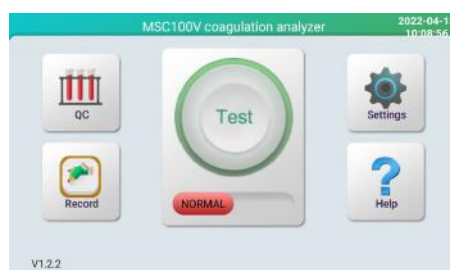 MSC100V coagulation analyzer
2022-04-1
10:08:56
QC
Test
Settings
Record
NORMAL
Help
V1.2.2